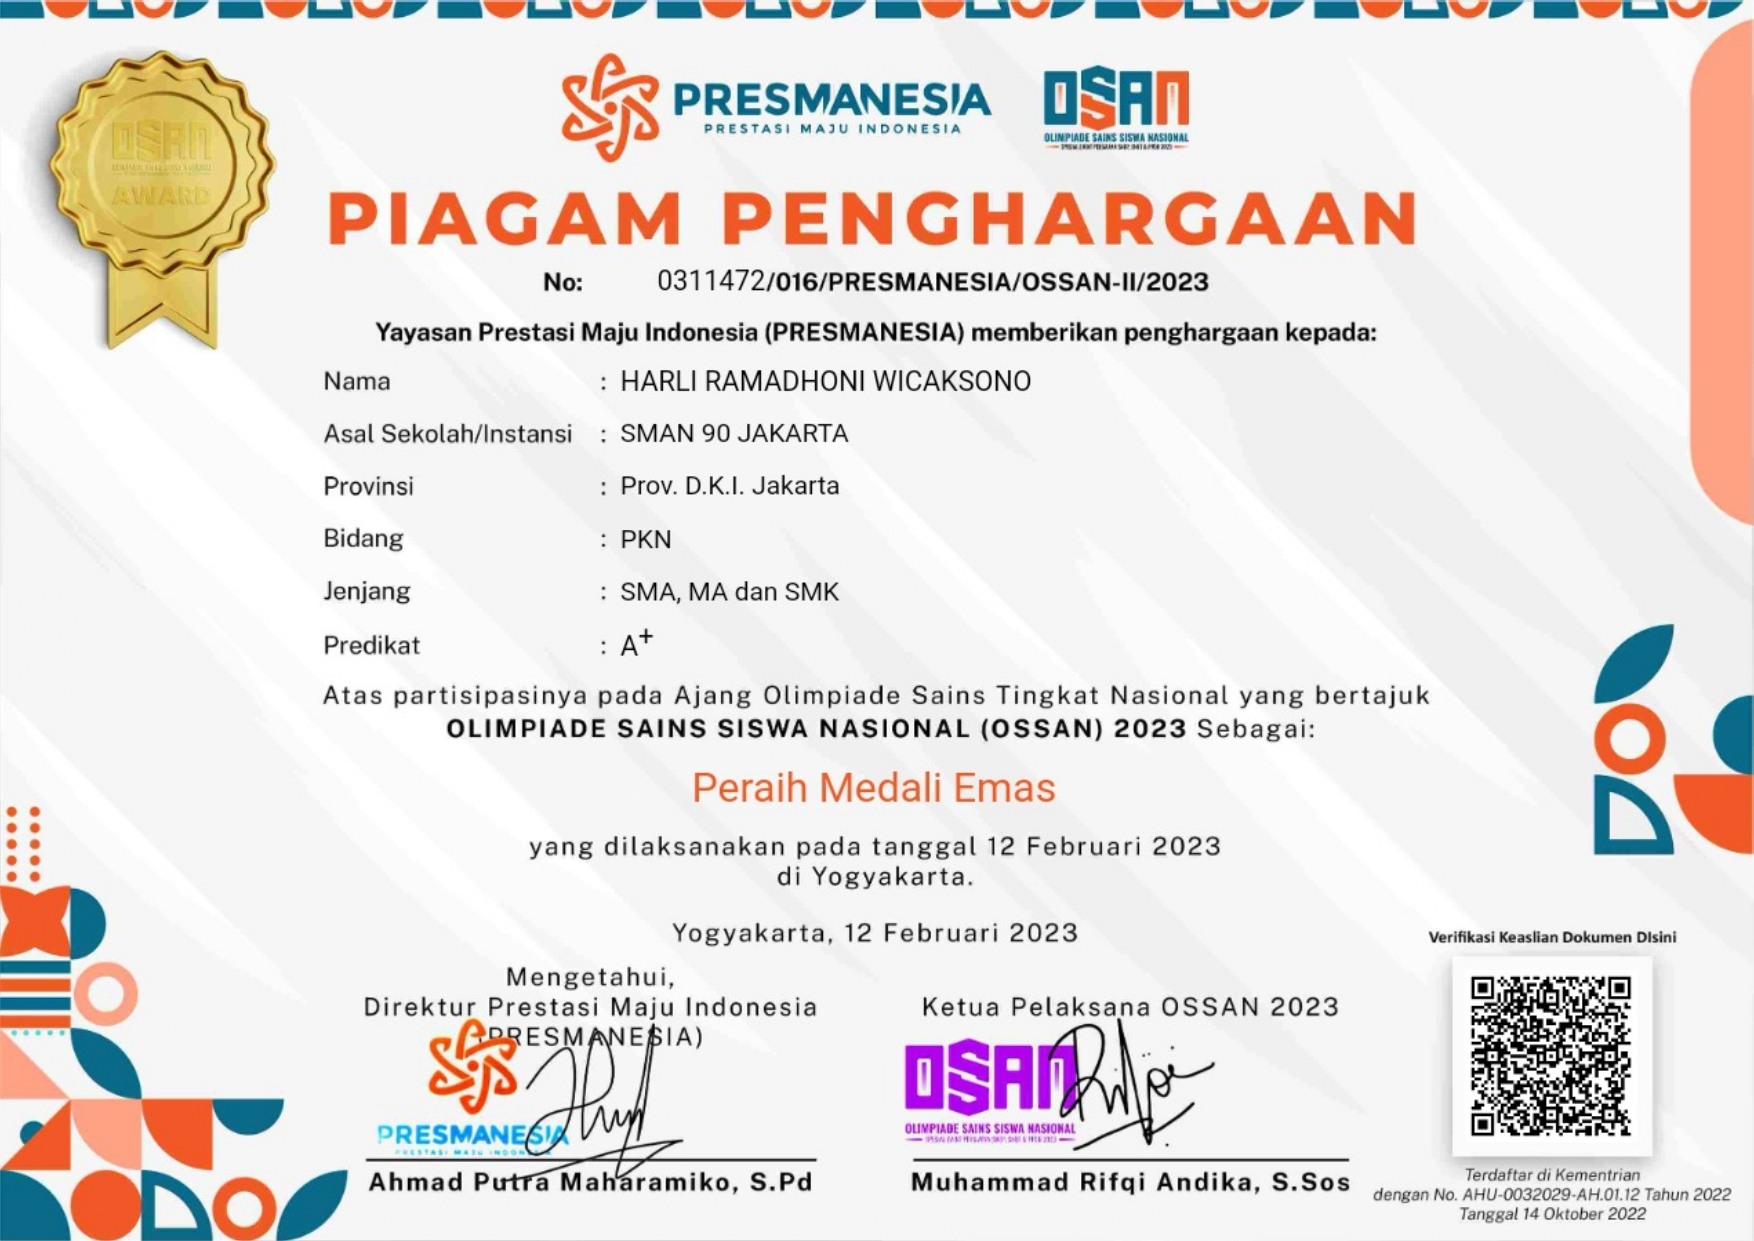 OSAN
AWARD
PRESMANESIA
PRESTASI MAJU INDONESIA
OSAN
OLIMPIADE SAINS SISWA NASIONAL
PIAGAM PENGHARGAAN
No: 0311472/016/PRESMANESIA/OSSAN-II/2023
Yayasan Prestasi Maju Indonesia (PRESMANESIA) memberikan penghargaan kepada:
Nama : HARLI RAMADHONI WICAKSONO
Asal Sekolah/Instansi : SMAN 90 JAKARTA
Provinsi : Prov. D.K.I. Jakarta
Bidang : PKN
Jenjang : SMA, MA dan SMK
Predikat : A+
Atas partisipasinya pada Ajang Olimpiade Sains Tingkat Nasional yang bertajuk
OLIMPIADE SAINS SISWA NASIONAL (OSSAN) 2023 Sebagai:
Peraih Medali Emas
yang dilaksanakan pada tanggal 12 Februari 2023
di Yogyakarta.
Yogyakarta, 12 Februari 2023
Mengetahui,
Direktur Prestasi Maju Indonesia
(PRESMANESIA)
PRESMANESIA
PRESTASI MAJU INDONESIA
Ahmad Putra Maharamiko, S.Pd
Ketua Pelaksana OSSAN 2023
OSAN
OLIMPIADE SAINS SISWA NASIONAL
Muhammad Rifqi Andika, S.Sos
Verifikasi Keaslian Dokumen DIsini
Terdaftar di Kementrian
dengan No. AHU-0032029-AH.01.12 Tahun 2022
Tanggal 14 Oktober 2022